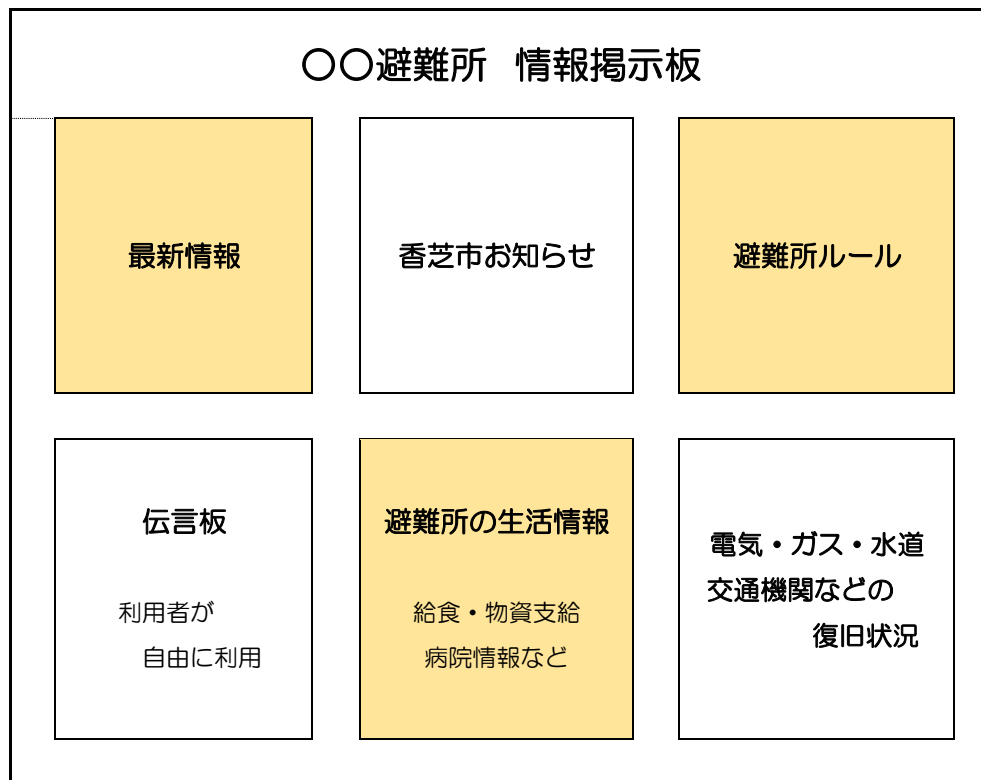 〇〇避難所 情報掲示板
最新情報
香芝市お知らせ
避難所ルール
伝言板
利用者が
自由に利用
避難所の生活情報
給食・物資支給
病院情報など
電気・ガス・水道
交通機関などの
復旧状況